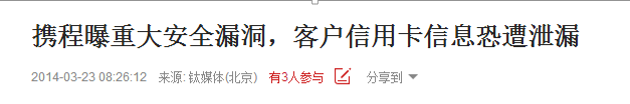 携程曝重大安全漏洞，客户信用卡信息恐遭泄漏
2014-03-23 08:26:12 来源: 钛媒体(北京) 有3人参与 分享到